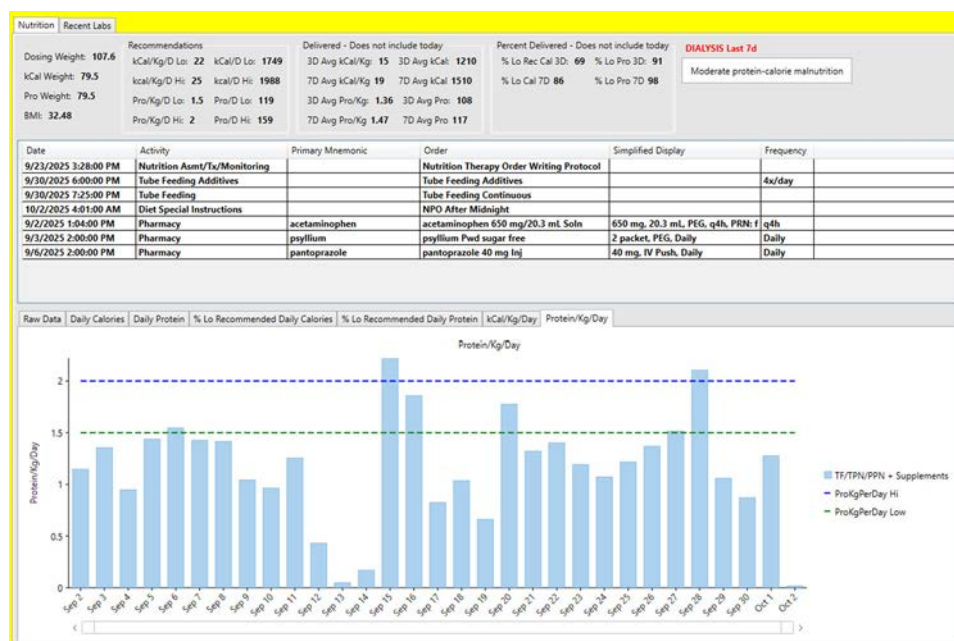 Nutrition Recent Labs
Dosing Weight: 107.6
kCal Weight: 79.5
Pro Weight: 79.5
BMI: 32.48
Recommendations
kCal/Kg/D Lo: 22 kCal/D Lo: 1749
kcal/Kg/D Hi: 25 kcal/D Hi: 1988
Pro/Kg/D Lo: 1.5 Pro/D Lo: 119
Pro/Kg/D Hi: 2 Pro/D Hi: 159
Delivered - Does not include today
3D Avg kCal/Kg: 15 3D Avg kCal: 1210
7D Avg kCal/Kg 19 7D Avg kCal 1510
3D Avg Pro/Kg: 1.36 3D Avg Pro: 108
7D Avg Pro/Kg 1.47 7D Avg Pro 117
Percent Delivered - Does not include today
% Lo Rec Cal 3D: 69 % Lo Pro 3D: 91
% Lo Cal 7D 86 % Lo Pro 7D 98
DIALYSIS Last 7d
Moderate protein-calorie malnutrition
Date Activity Primary Mnemonic Order Simplified Display Frequency
9/23/2025 3:28:00 PM Nutrition Asmt/Tx/Monitoring Nutrition Therapy Order Writing Protocol
9/30/2025 6:00:00 PM Tube Feeding Additives Tube Feeding Additives 4x/day
9/30/2025 7:25:00 PM Tube Feeding Tube Feeding Continuous
10/2/2025 4:01:00 AM Diet Special Instructions NPO After Midnight
9/2/2025 1:04:00 PM Pharmacy acetaminophen acetaminophen 650 mg/20.3 mL Soln 650 mg, 20.3 mL, PEG, q4h, PRN: f q4h
9/3/2025 2:00:00 PM Pharmacy psyllium psyllium Pwd sugar free 2 packet, PEG, Daily Daily
9/6/2025 2:00:00 PM Pharmacy pantoprazole pantoprazole 40 mg Inj 40 mg, IV Push, Daily Daily
Raw Data Daily Calories Daily Protein % Lo Recommended Daily Calories % Lo Recommended Daily Protein kCal/Kg/Day Protein/Kg/Day
Protein/Kg/Day
Protein/Kg/Day
2
1.5
1
0.5
0
Sep 2 Sep 3 Sep 4 Sep 5 Sep 6 Sep 7 Sep 8 Sep 9 Sep 10 Sep 11 Sep 12 Sep 13 Sep 14 Sep 15 Sep 16 Sep 17 Sep 18 Sep 19 Sep 20 Sep 21 Sep 22 Sep 23 Sep 24 Sep 25 Sep 26 Sep 27 Sep 28 Sep 29 Sep 30 Oct 1 Oct 2
TF/TPN/PPN + Supplements
ProKgPerDay Hi
ProKgPerDay Low